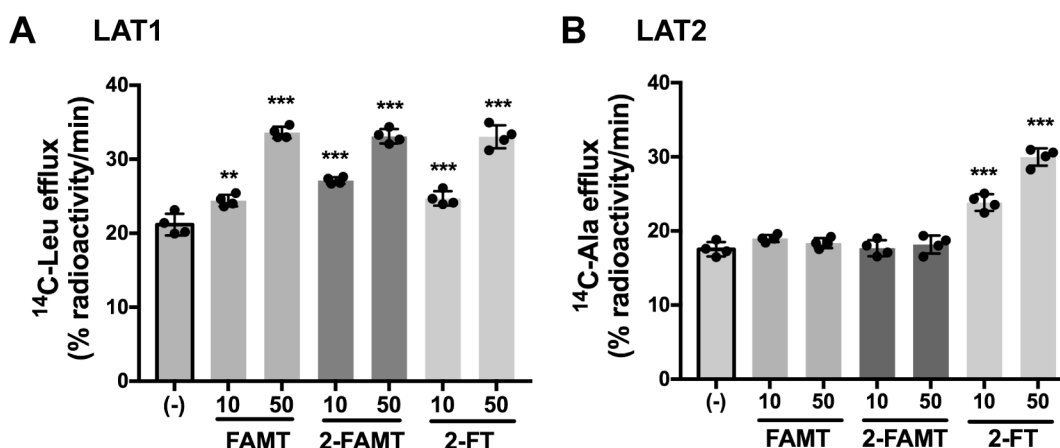 A LAT1
¹⁴C-Leu efflux
(% radioactivity/min)
40
30
20
10
0
** *** *** *** *** ***
(-) 10 50 10 50 10 50
FAMT 2-FAMT 2-FT
B LAT2
¹⁴C-Ala efflux
(% radioactivity/min)
40
30
20
10
0
*** ***
(-) 10 50 10 50 10 50
FAMT 2-FAMT 2-FT